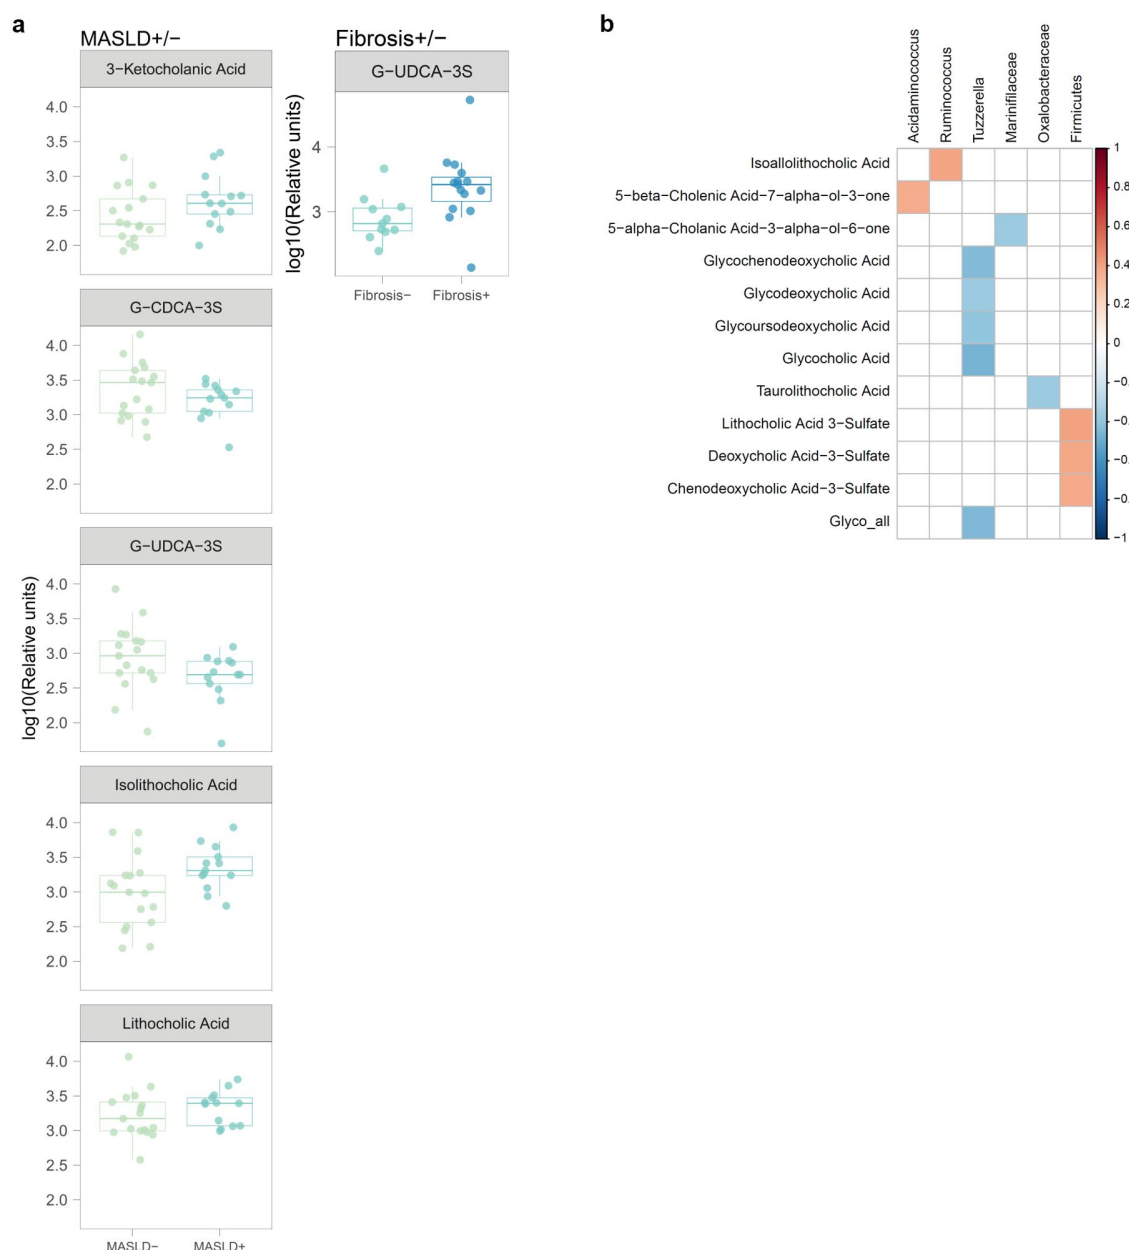 a
MASLD+/−
3−Ketocholanic Acid
4.0
3.5
3.0
2.5
2.0
G−CDCA−3S
4.0
3.5
3.0
2.5
2.0
G−UDCA−3S
4.0
3.5
3.0
2.5
2.0
log10(Relative units)
Isolithocholic Acid
4.0
3.5
3.0
2.5
2.0
Lithocholic Acid
4.0
3.5
3.0
2.5
2.0
MASLD− MASLD+
Fibrosis+/−
G−UDCA−3S
log10(Relative units)
4
3
Fibrosis− Fibrosis+
b
Acidaminococcus
Ruminococcus
Tuzzerella
Marinifilaceae
Oxalobacteraceae
Firmicutes
Isoallolithocholic Acid
5−beta−Cholenic Acid−7−alpha−ol−3−one
5−alpha−Cholanic Acid−3−alpha−ol−6−one
Glycochenodeoxycholic Acid
Glycodeoxycholic Acid
Glycoursodeoxycholic Acid
Glycocholic Acid
Taurolithocholic Acid
Lithocholic Acid 3−Sulfate
Deoxycholic Acid−3−Sulfate
Chenodeoxycholic Acid−3−Sulfate
Glyco_all
1
0.8
0.6
0.4
0.2
0
−0.
−0.
−0.
−0.
−1